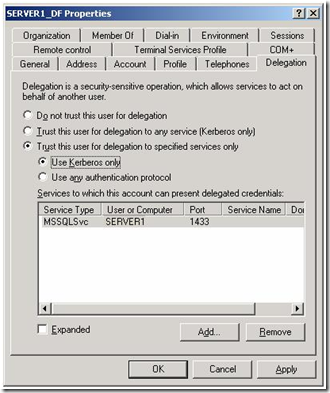 SERVER1_DF Properties
Organization Member Of Dial-in Environment Sessions
Remote control Terminal Services Profile COM+
General Address Account Profile Telephones Delegation
Delegation is a security-sensitive operation, which allows services to act on
behalf of another user.
Do not trust this user for delegation
Trust this user for delegation to any service (Kerberos only)
Trust this user for delegation to specified services only
Use Kerberos only
Use any authentication protocol
Services to which this account can present delegated credentials:
Service Type User or Computer Port Service Name Dor
MSSQLSvc SERVER1 1433
Expanded
Add... Remove
OK Cancel Apply